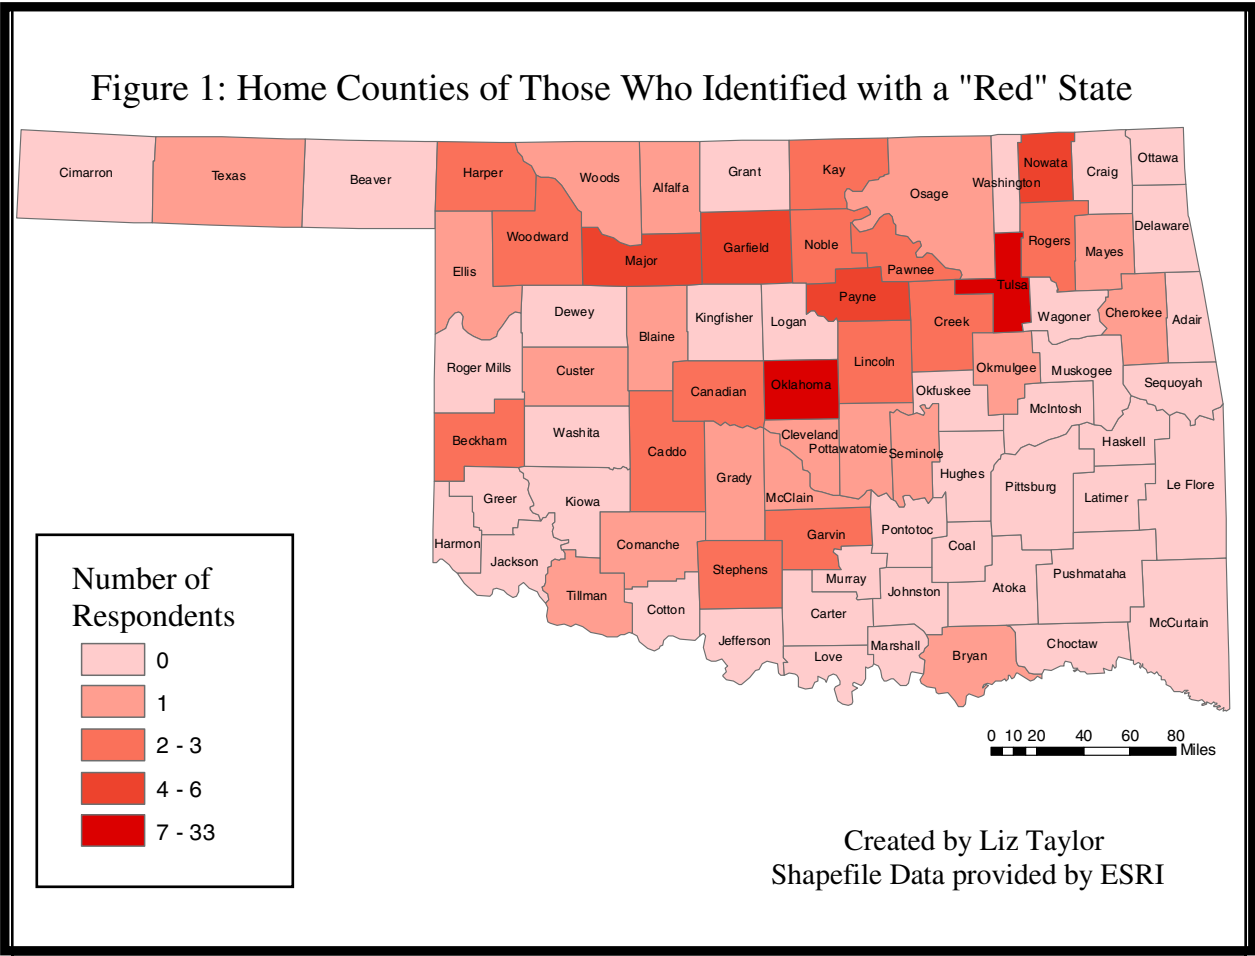 Figure 1: Home Counties of Those Who Identified with a "Red" State
Cimarron
Texas
Beaver
Harper
Woods
Alfalfa
Grant
Kay
Osage
Washington
Nowata
Craig
Ottawa
Delaware
Woodward
Ellis
Major
Garfield
Noble
Pawnee
Rogers
Mayes
Tulsa
Payne
Dewey
Blaine
Kingfisher
Logan
Creek
Wagoner
Cherokee
Adair
Roger Mills
Custer
Canadian
Oklahoma
Lincoln
Okfuskee
Okmulgee
Muskogee
Sequoyah
McIntosh
Beckham
Washita
Caddo
Grady
Cleveland
Pottawatomie
Seminole
Hughes
Haskell
Pittsburg
Latimer
Le Flore
McClain
Greer
Kiowa
Harmon
Jackson
Comanche
Garvin
Pontotoc
Coal
Stephens
Murray
Johnston
Atoka
Pushmataha
Tillman
Cotton
Carter
McCurtain
Jefferson
Love
Marshall
Bryan
Choctaw
Number of
Respondents
0
1
2 - 3
4 - 6
7 - 33
0 10 20 40 60 80
Miles
Created by Liz Taylor
Shapefile Data provided by ESRI